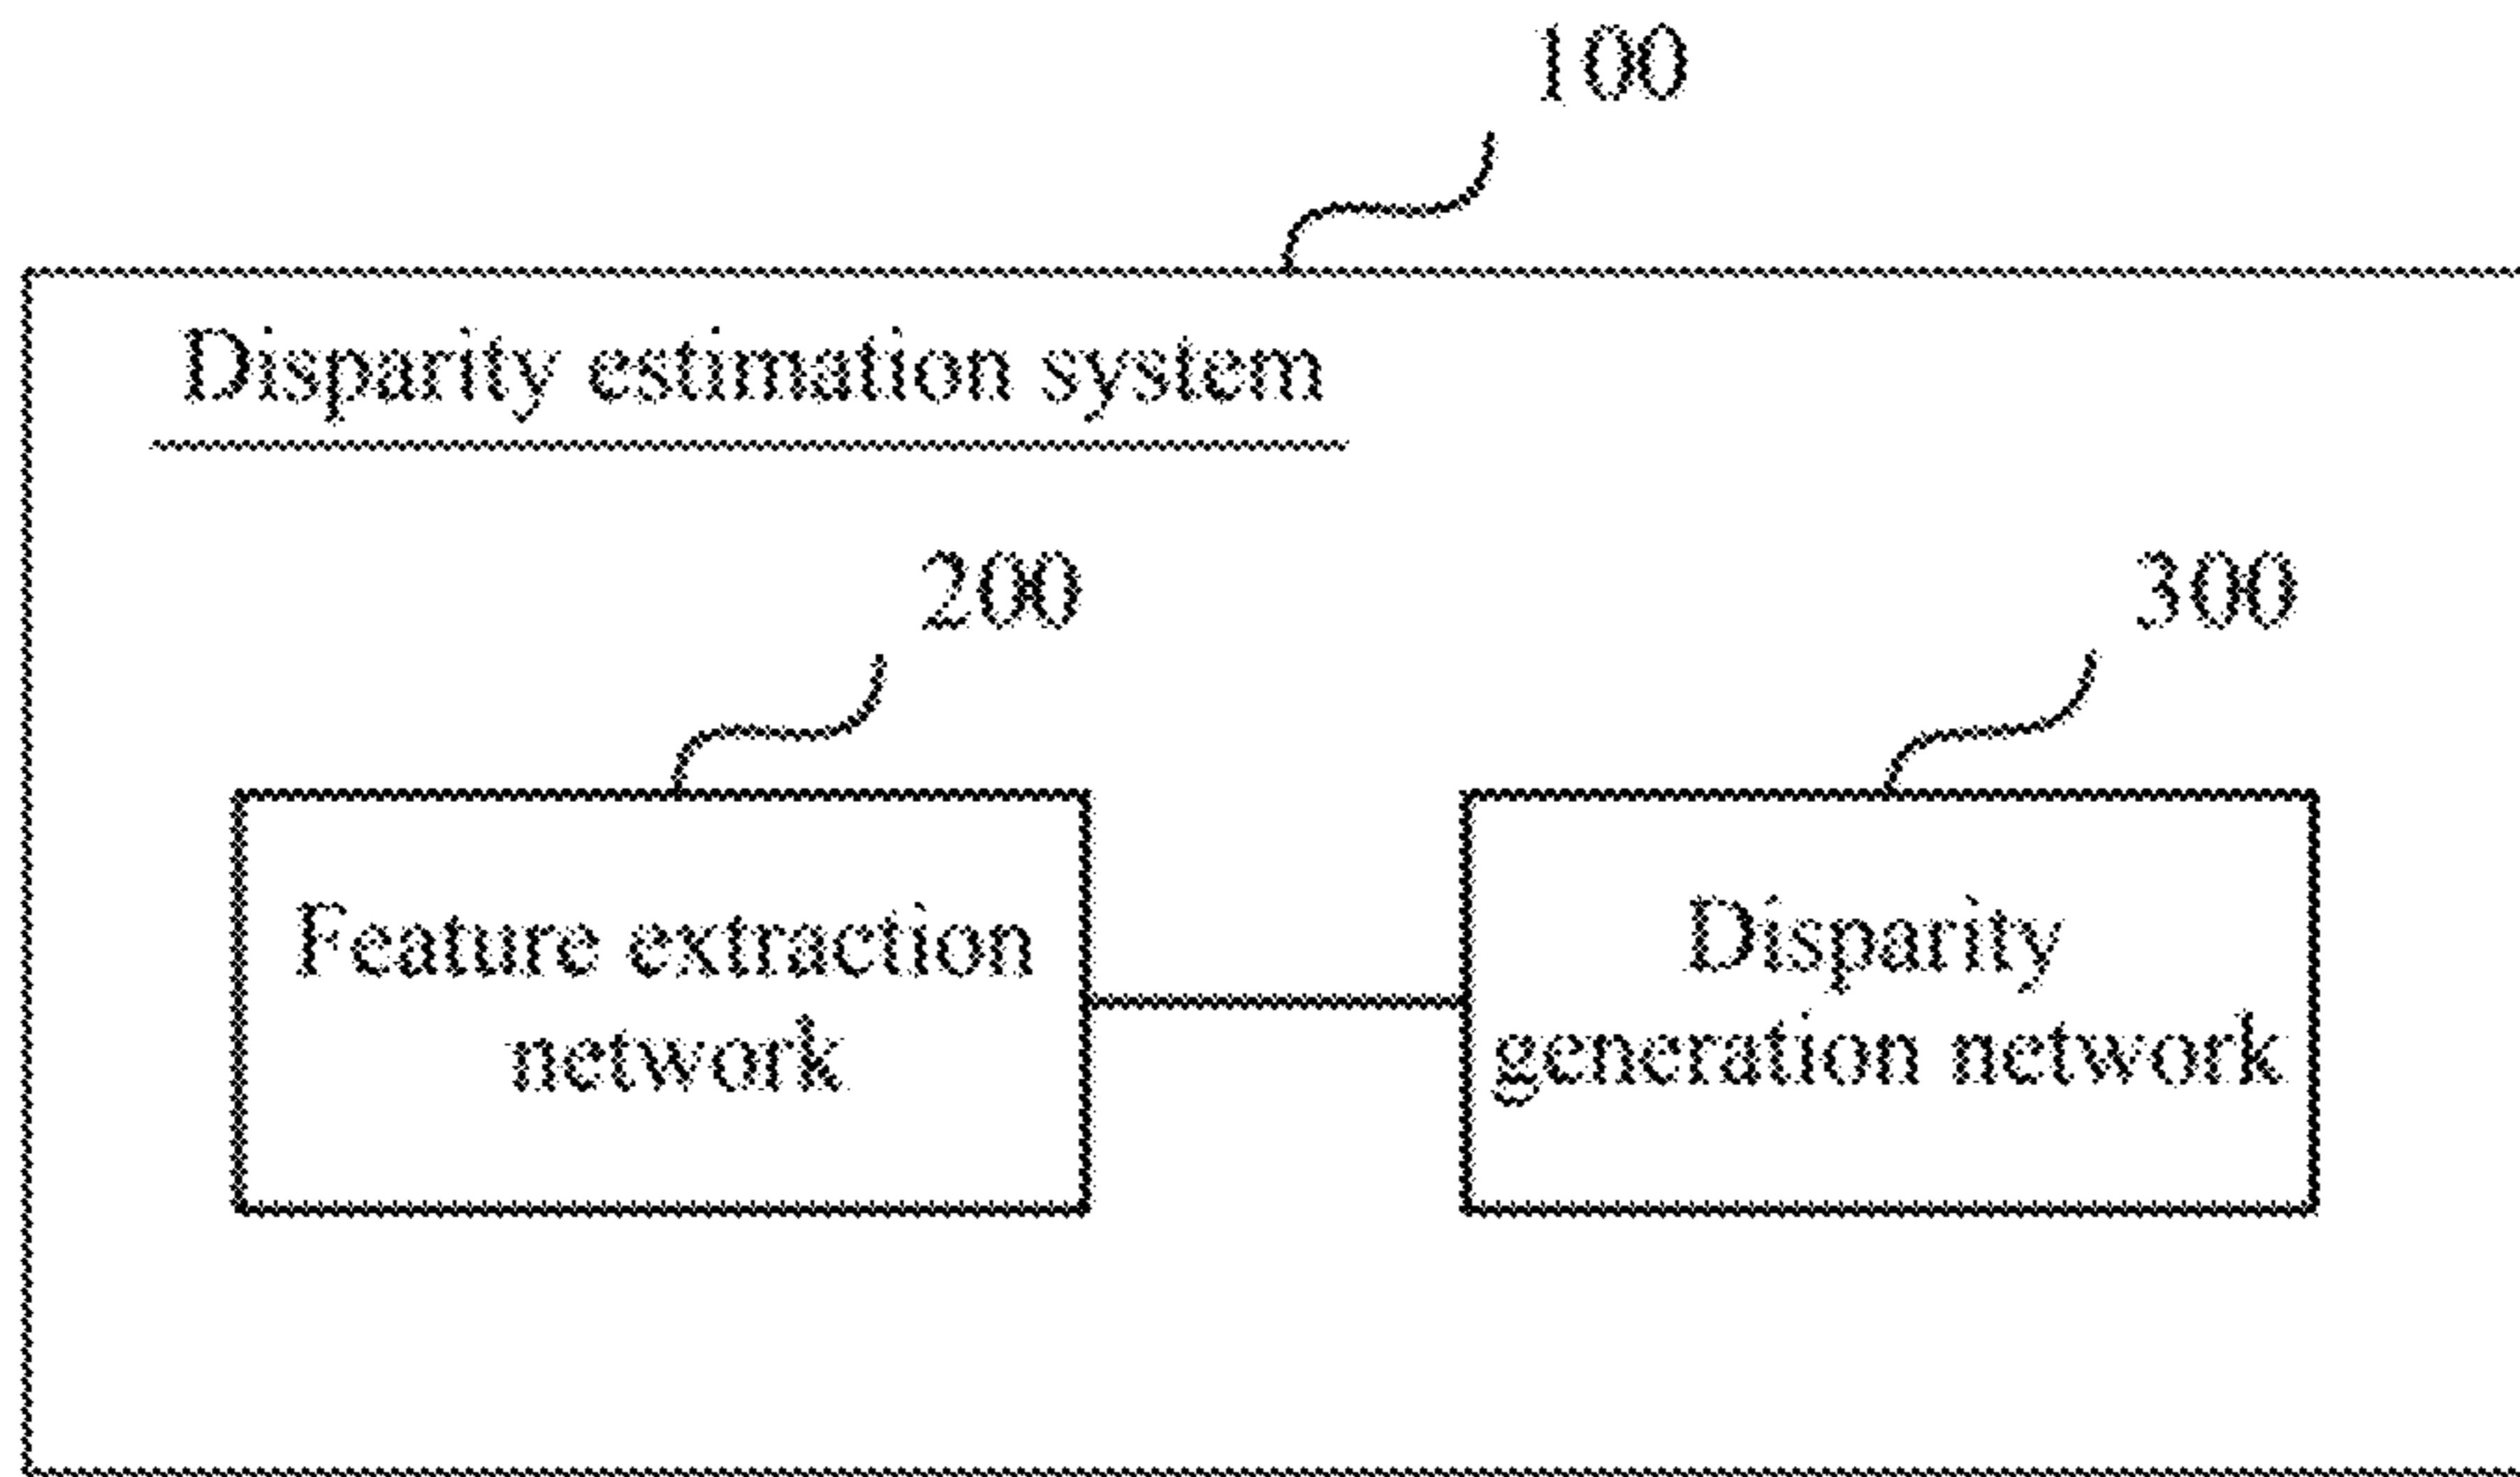 100
Disparity estimation system
200
300
Feature extraction
network
Disparity
generation network